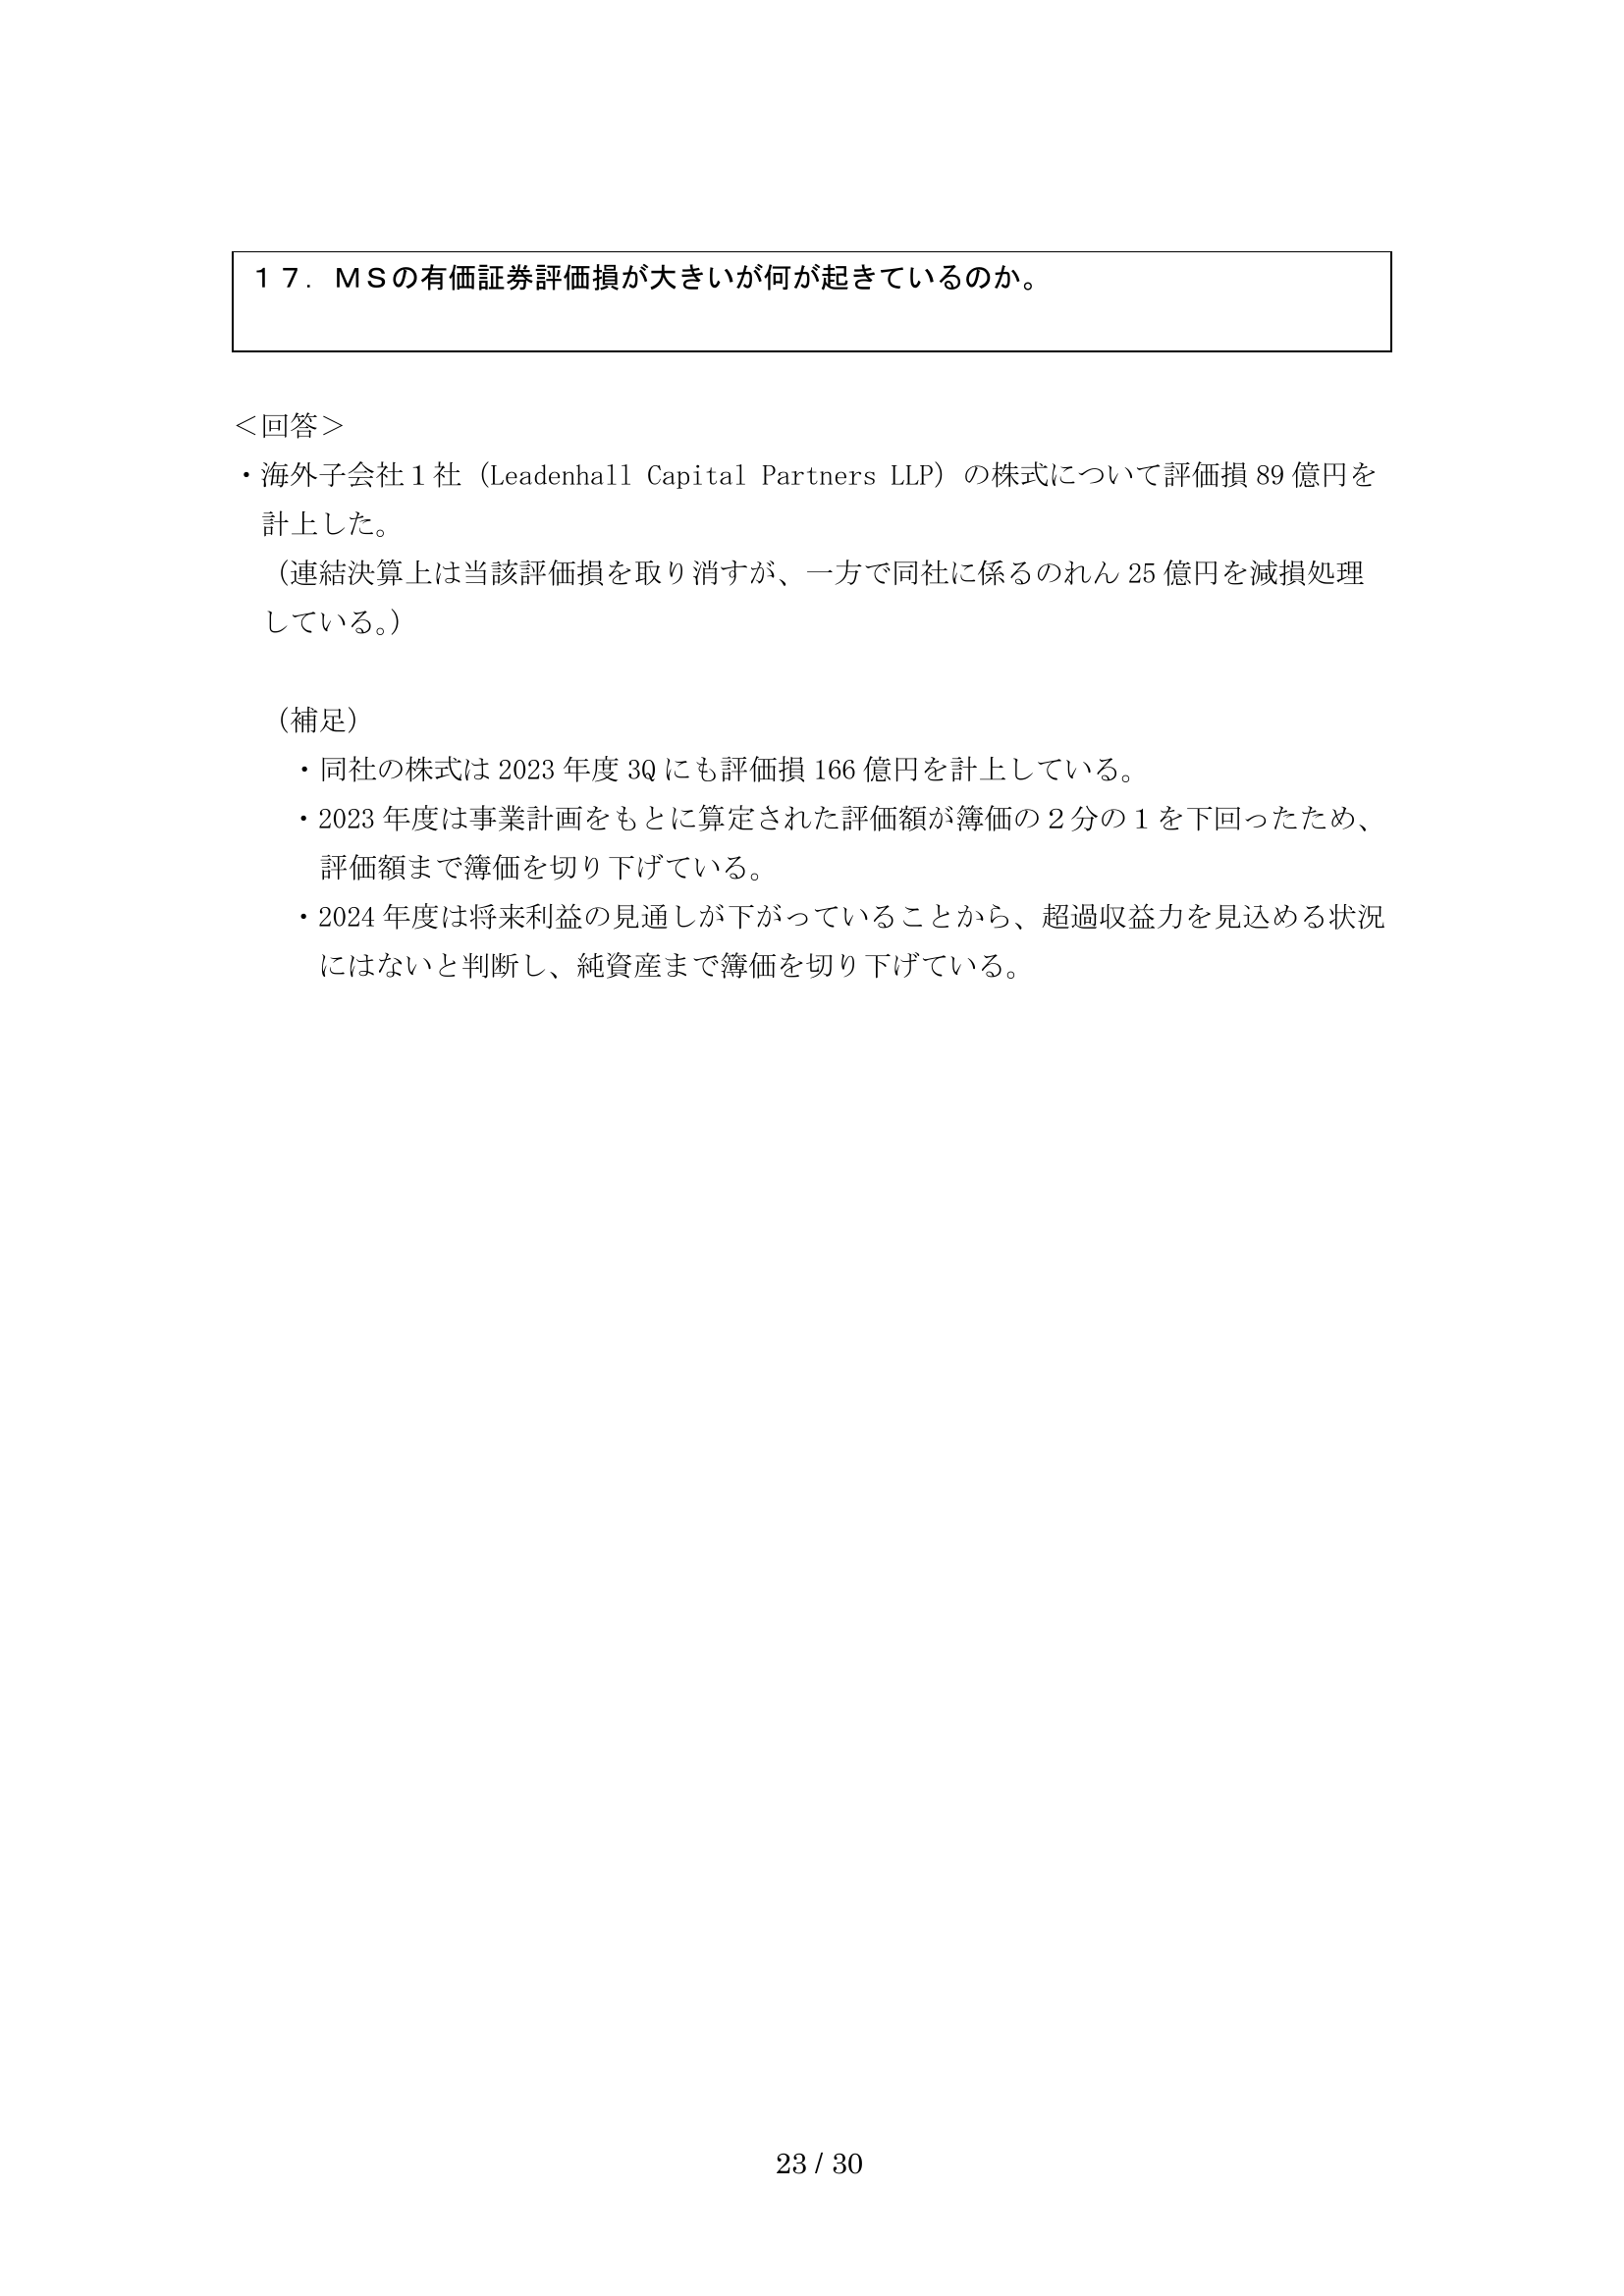 １７．ＭＳの有価証券評価損が大きいが何が起きているのか。
＜回答＞
・海外子会社１社（Leadenhall Capital Partners LLP）の株式について評価損 89 億円を
計上した。
（連結決算上は当該評価損を取り消すが、一方で同社に係るのれん 25 億円を減損処理
している。）
（補足）
・同社の株式は 2023 年度 3Q にも評価損 166 億円を計上している。
・2023 年度は事業計画をもとに算定された評価額が簿価の２分の１を下回ったため、
評価額まで簿価を切り下げている。
・2024 年度は将来利益の見通しが下がっていることから、超過収益力を見込める状況
にはないと判断し、純資産まで簿価を切り下げている。
23 / 30